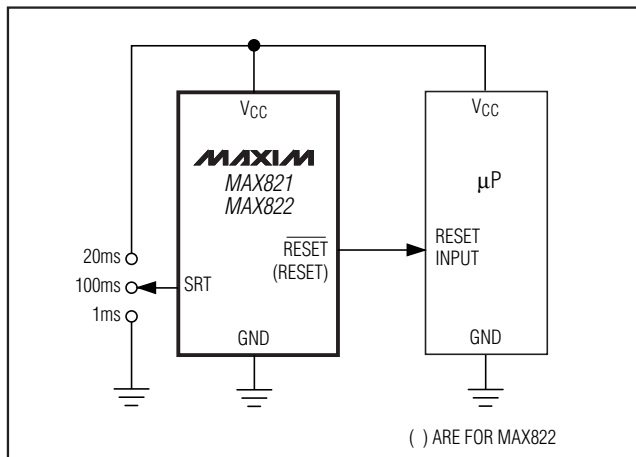 VCC
MAXIM
MAX821
MAX822
RESET
(RESET)
SRT
GND
20ms
100ms
1ms
VCC
µP
RESET
INPUT
GND
( ) ARE FOR MAX822